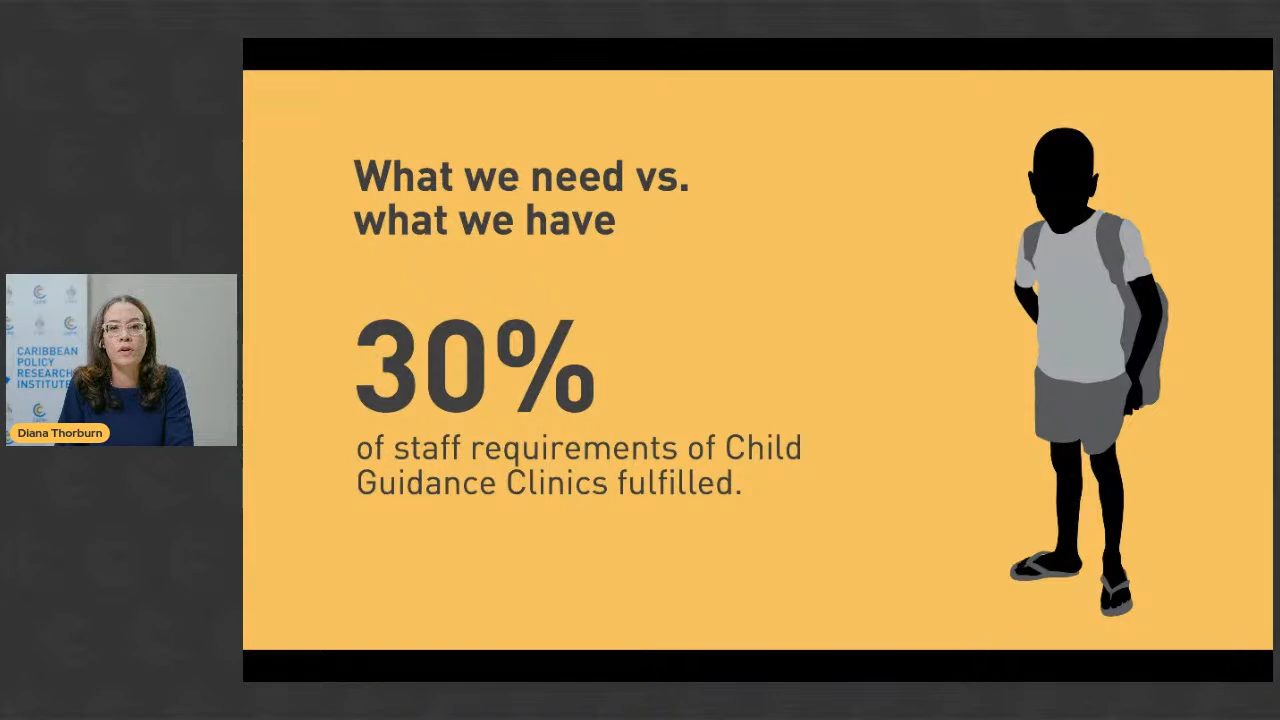 What we need vs.
what we have
30%
of staff requirements of Child
Guidance Clinics fulfilled.
CARIBBEAN
POLICY
RESEARCH
INSTITUTE
Diana Thorburn